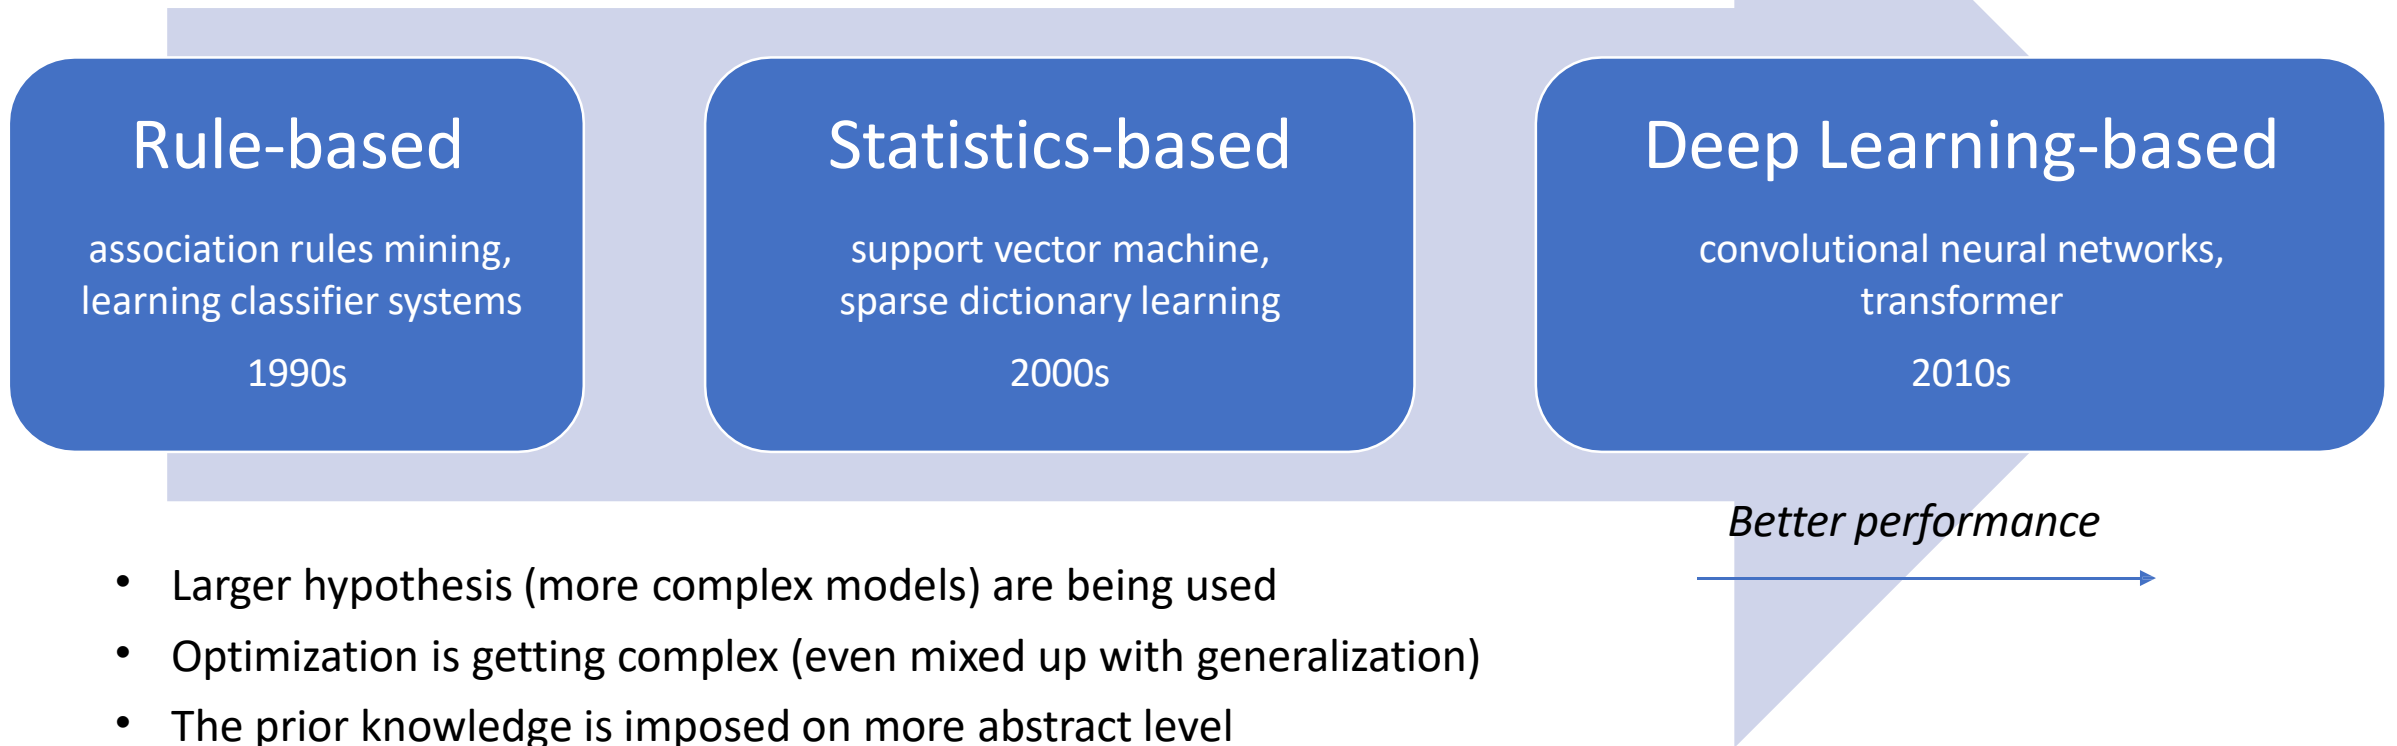 Rule-based
association rules mining,
learning classifier systems
1990s
Statistics-based
support vector machine,
sparse dictionary learning
2000s
Deep Learning-based
convolutional neural networks,
transformer
2010s
Better performance
• Larger hypothesis (more complex models) are being used
• Optimization is getting complex (even mixed up with generalization)
• The prior knowledge is imposed on more abstract level